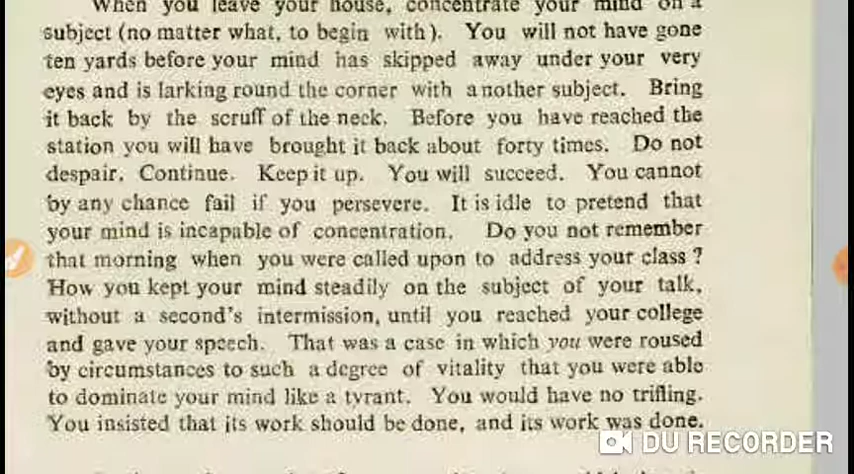 When you leave your house, concentrate your mind on a
subject (no matter what, to begin with). You will not have gone
ten yards before your mind has skipped away under your very
eyes and is larking round the corner with another subject. Bring
it back by the scruff of the neck. Before you have reached the
station you will have brought it back about forty times. Do not
despair. Continue. Keep it up. You will succeed. You cannot
by any chance fail if you persevere. It is idle to pretend that
your mind is incapable of concentration. Do you not remember
that morning when you were called upon to address your class ?
How you kept your mind steadily on the subject of your talk,
without a second's intermission, until you reached your college
and gave your speech. That was a case in which you were roused
by circumstances to such a degree of vitality that you were able
to dominate your mind like a tyrant. You would have no trifling.
You insisted that its work should be done, and its work was done.
DU RECORDER